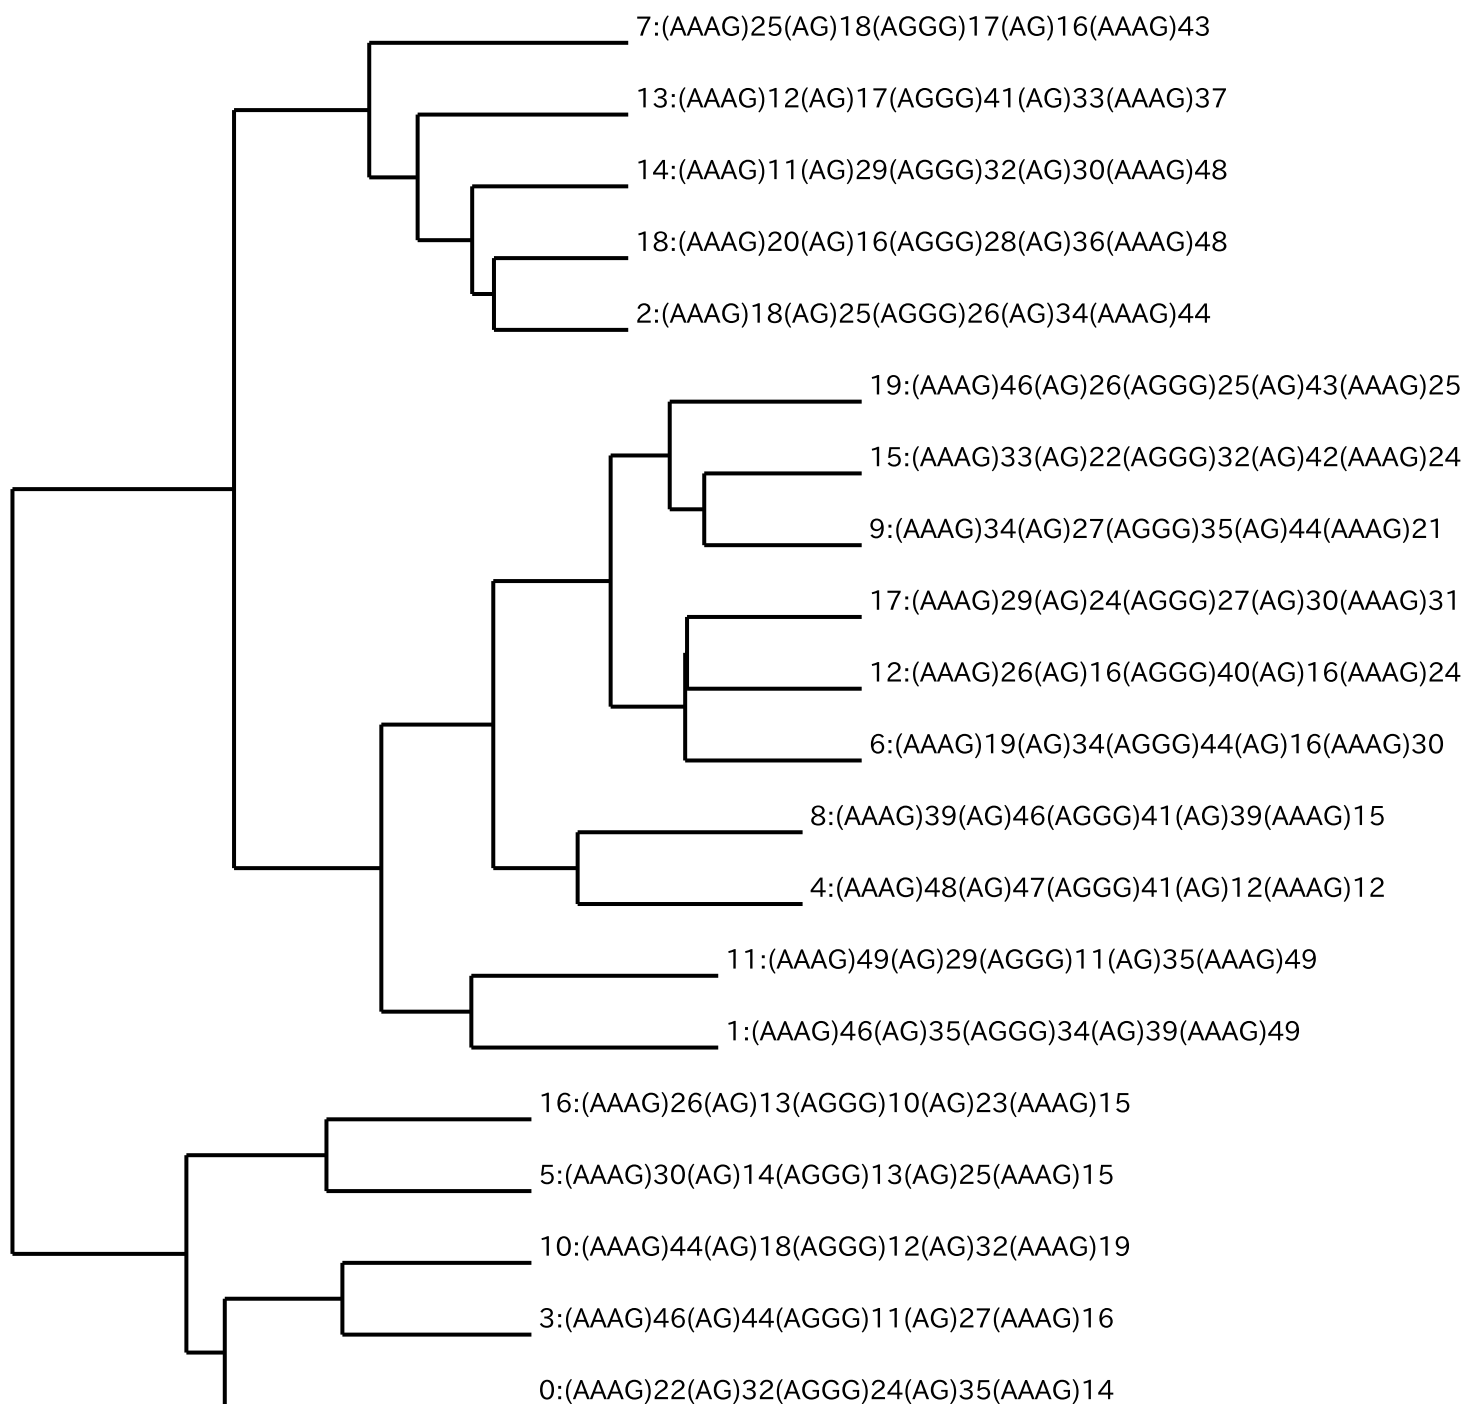 7:(AAAG)25(AG)18(AGGG)17(AG)16(AAAG)43
13:(AAAG)12(AG)17(AGGG)41(AG)33(AAAG)37
14:(AAAG)11(AG)29(AGGG)32(AG)30(AAAG)48
18:(AAAG)20(AG)16(AGGG)28(AG)36(AAAG)48
2:(AAAG)18(AG)25(AGGG)26(AG)34(AAAG)44
19:(AAAG)46(AG)26(AGGG)25(AG)43(AAAG)25
15:(AAAG)33(AG)22(AGGG)32(AG)42(AAAG)24
9:(AAAG)34(AG)27(AGGG)35(AG)44(AAAG)21
17:(AAAG)29(AG)24(AGGG)27(AG)30(AAAG)31
12:(AAAG)26(AG)16(AGGG)40(AG)16(AAAG)24
6:(AAAG)19(AG)34(AGGG)44(AG)16(AAAG)30
8:(AAAG)39(AG)46(AGGG)41(AG)39(AAAG)15
4:(AAAG)48(AG)47(AGGG)41(AG)12(AAAG)12
11:(AAAG)49(AG)29(AGGG)11(AG)35(AAAG)49
1:(AAAG)46(AG)35(AGGG)34(AG)39(AAAG)49
16:(AAAG)26(AG)13(AGGG)10(AG)23(AAAG)15
5:(AAAG)30(AG)14(AGGG)13(AG)25(AAAG)15
10:(AAAG)44(AG)18(AGGG)12(AG)32(AAAG)19
3:(AAAG)46(AG)44(AGGG)11(AG)27(AAAG)16
0:(AAAG)22(AG)32(AGGG)24(AG)35(AAAG)14